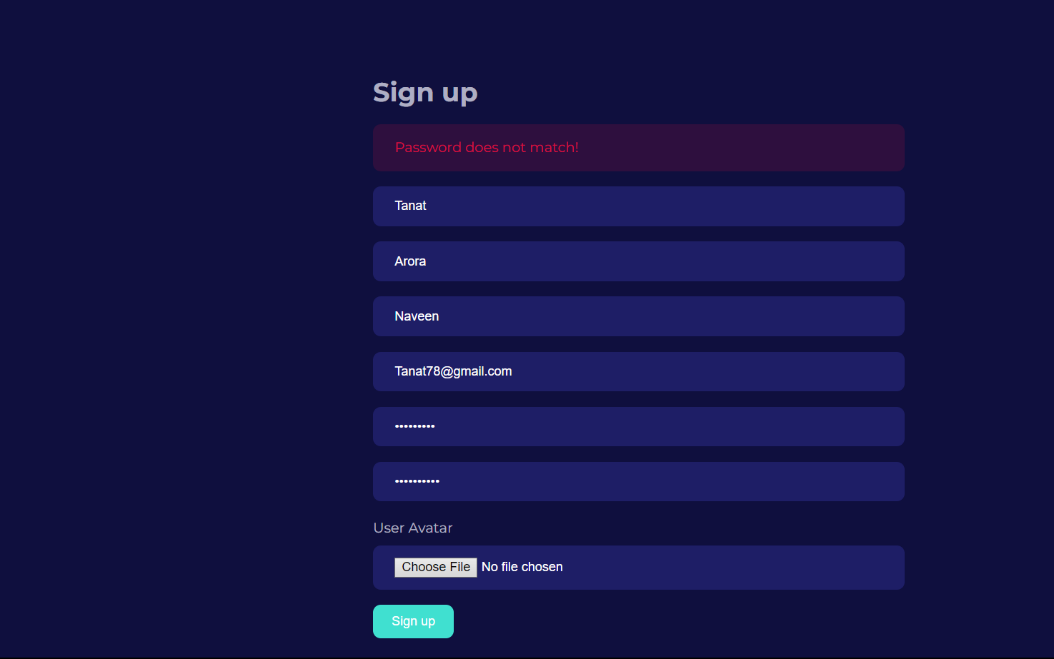 Sign up
Password does not match!
Tanat
Arora
Naveen
Tanat78@gmail.com
•••••••••
••••••••••
User Avatar
Choose File No file chosen
Sign up